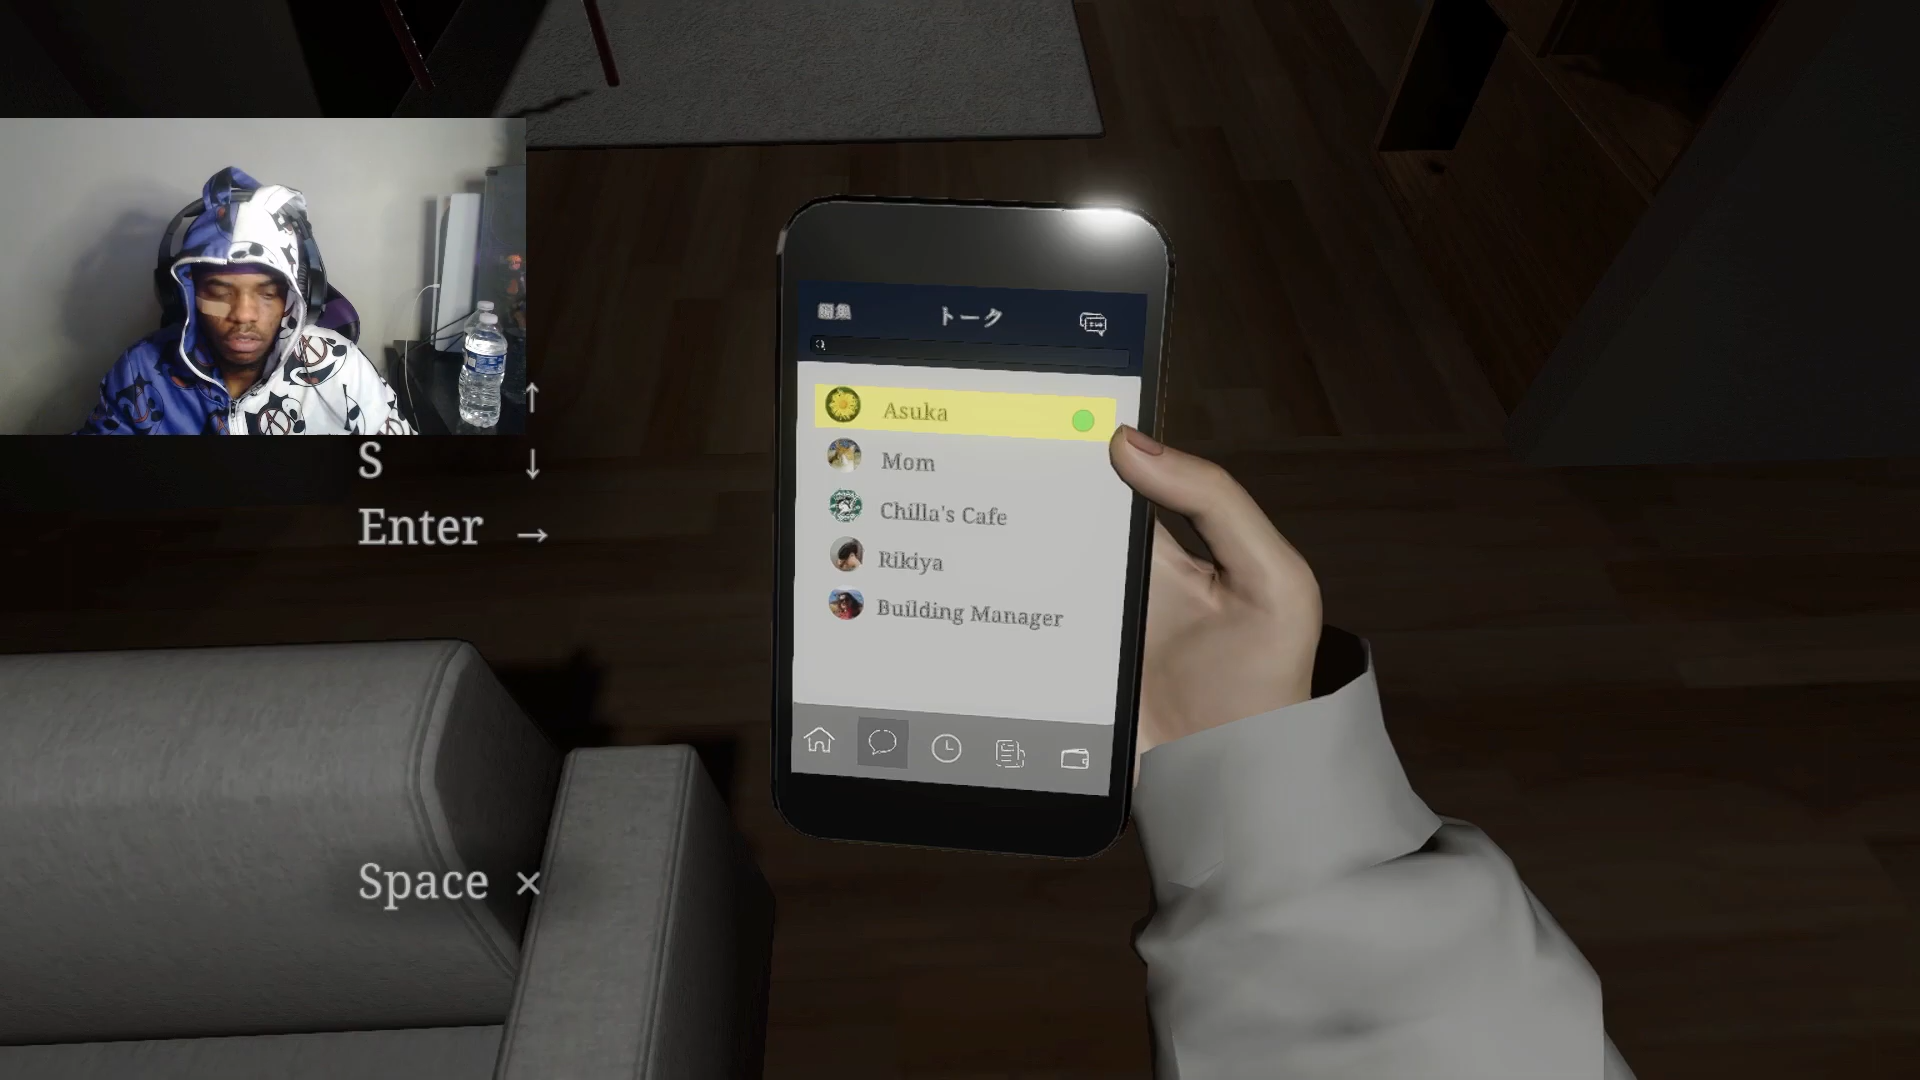 編集
トーク
Asuka
Mom
Chilla's Cafe
Rikiya
Building Manager
↑
S ↓
Enter →
Space ×